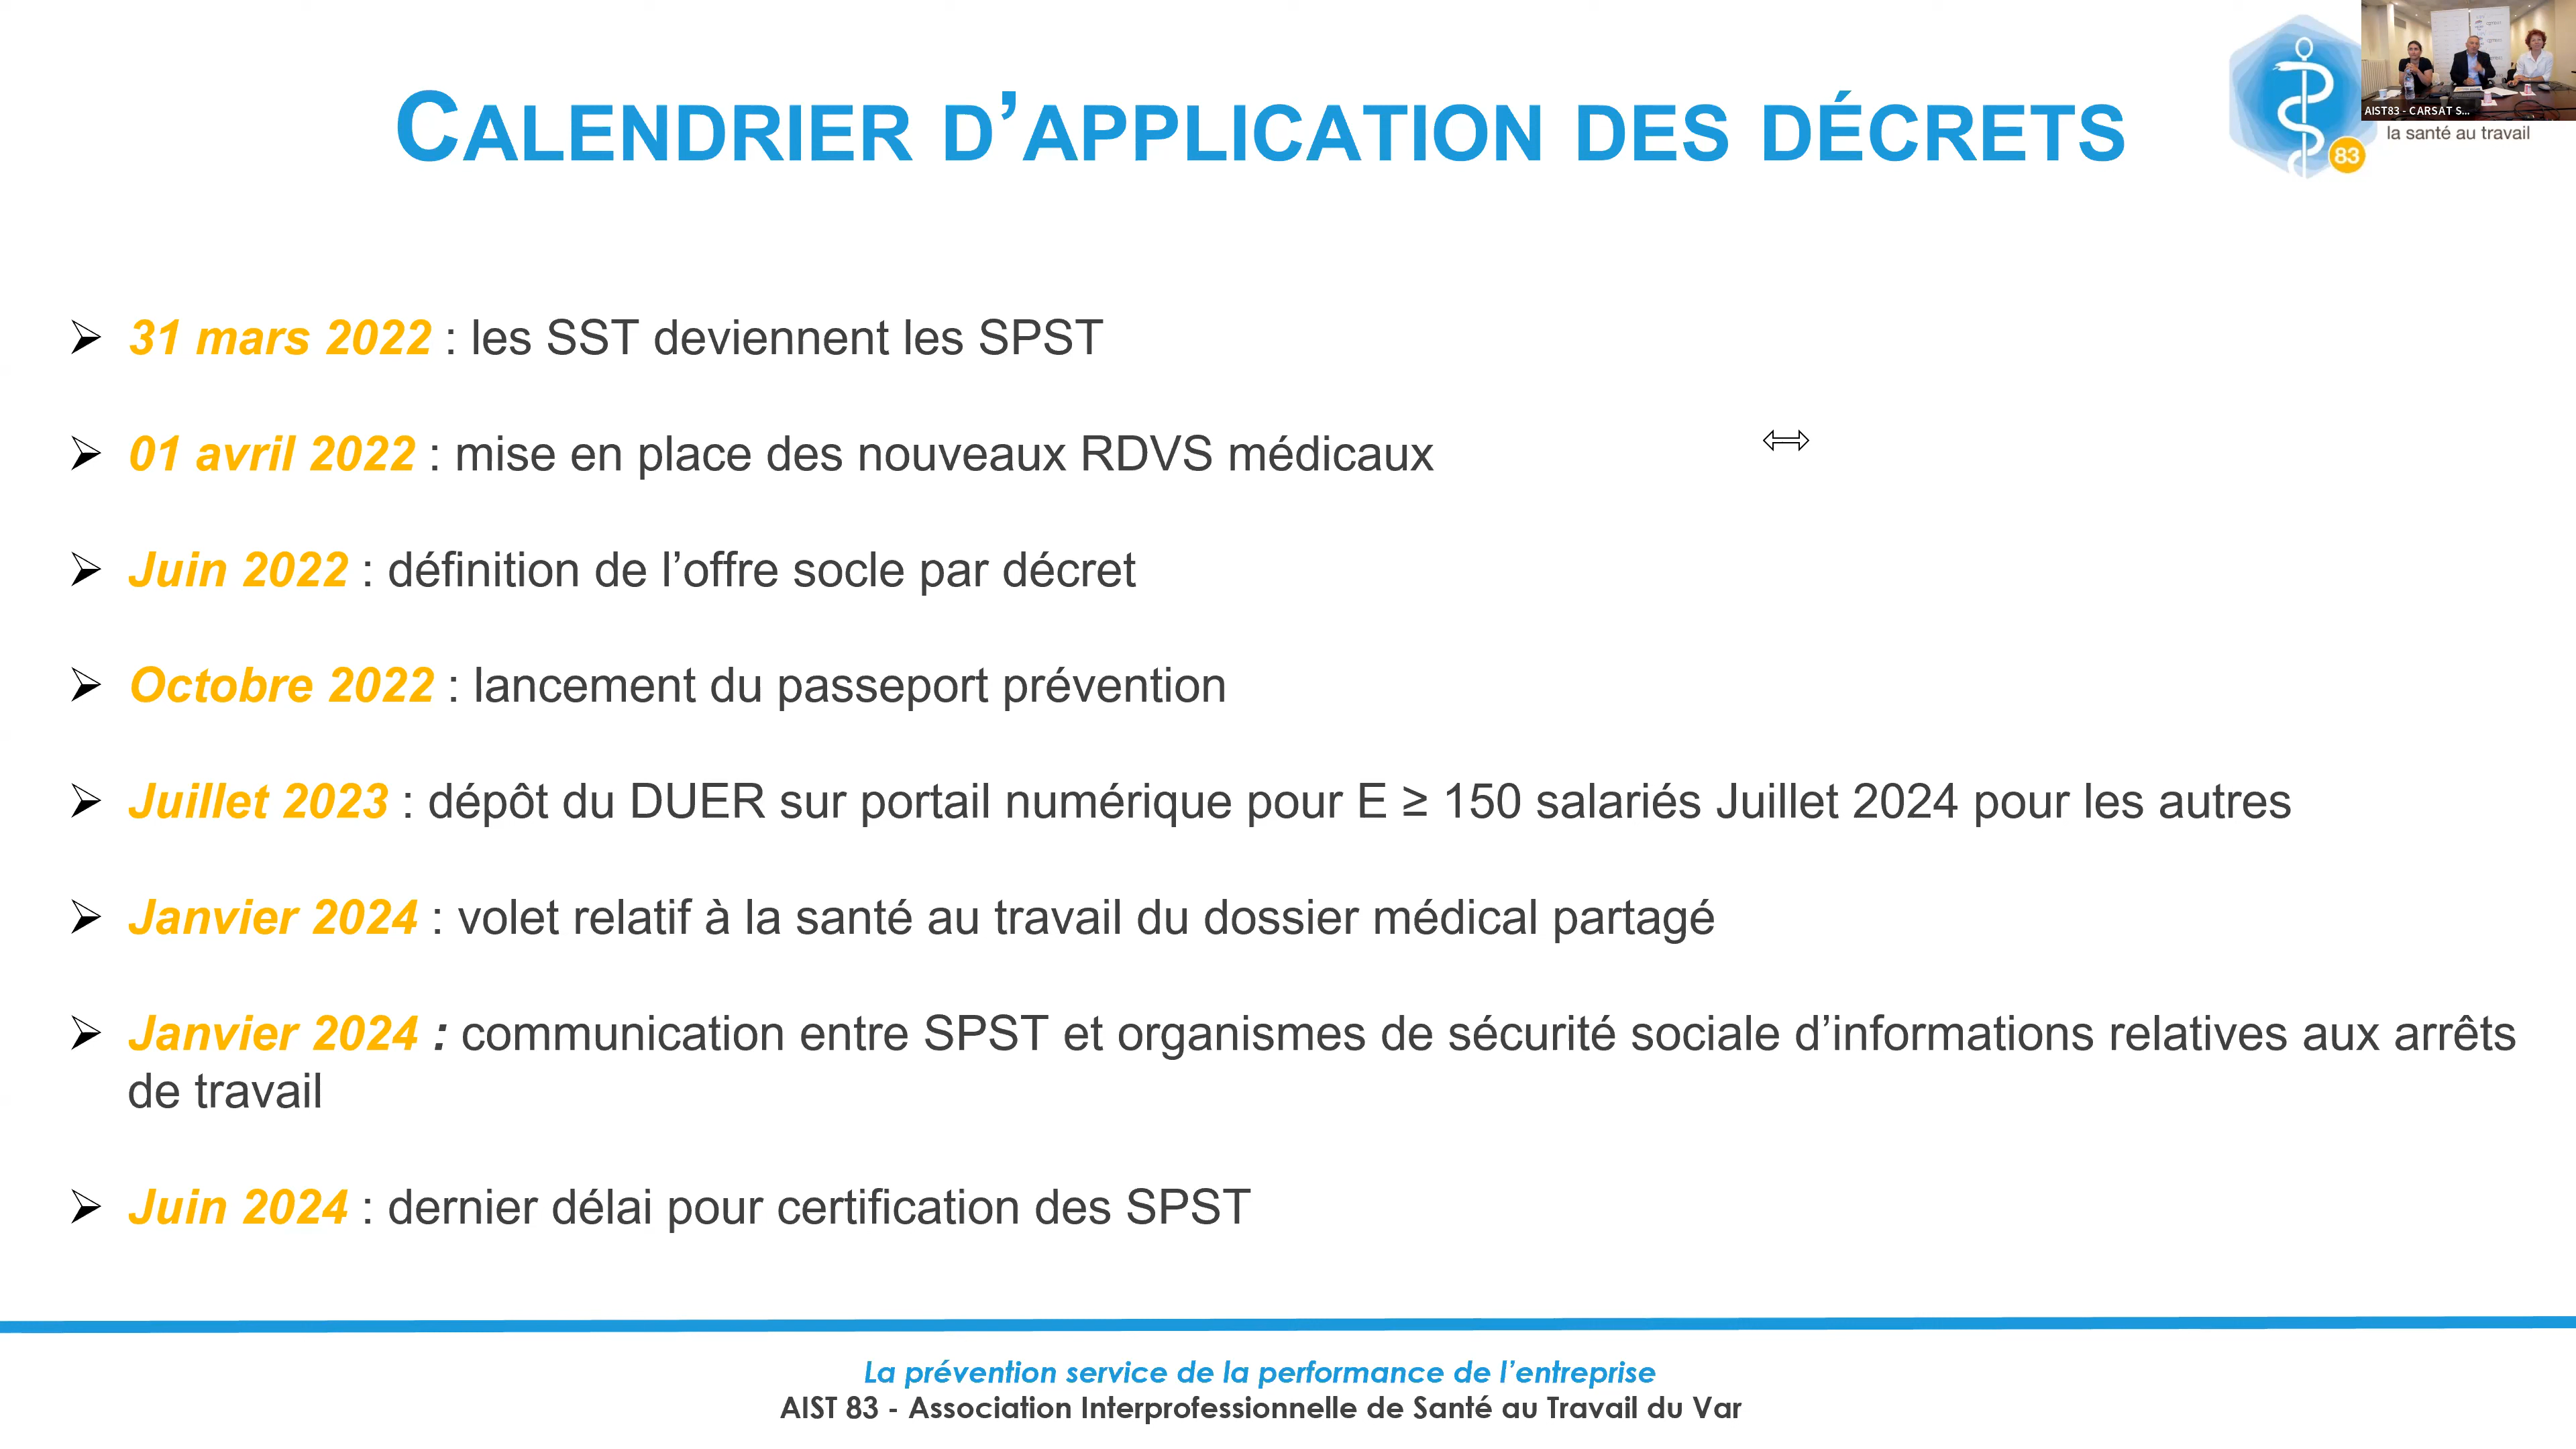 CALENDRIER D’APPLICATION DES DÉCRETS
AIST83 - CARSAT S...
la santé au travail
83
➢ 31 mars 2022 : les SST deviennent les SPST
➢ 01 avril 2022 : mise en place des nouveaux RDVS médicaux
➢ Juin 2022 : définition de l’offre socle par décret
➢ Octobre 2022 : lancement du passeport prévention
➢ Juillet 2023 : dépôt du DUER sur portail numérique pour E ≥ 150 salariés Juillet 2024 pour les autres
➢ Janvier 2024 : volet relatif à la santé au travail du dossier médical partagé
➢ Janvier 2024 : communication entre SPST et organismes de sécurité sociale d’informations relatives aux arrêts
de travail
➢ Juin 2024 : dernier délai pour certification des SPST
La prévention service de la performance de l’entreprise
AIST 83 - Association Interprofessionnelle de Santé au Travail du Var